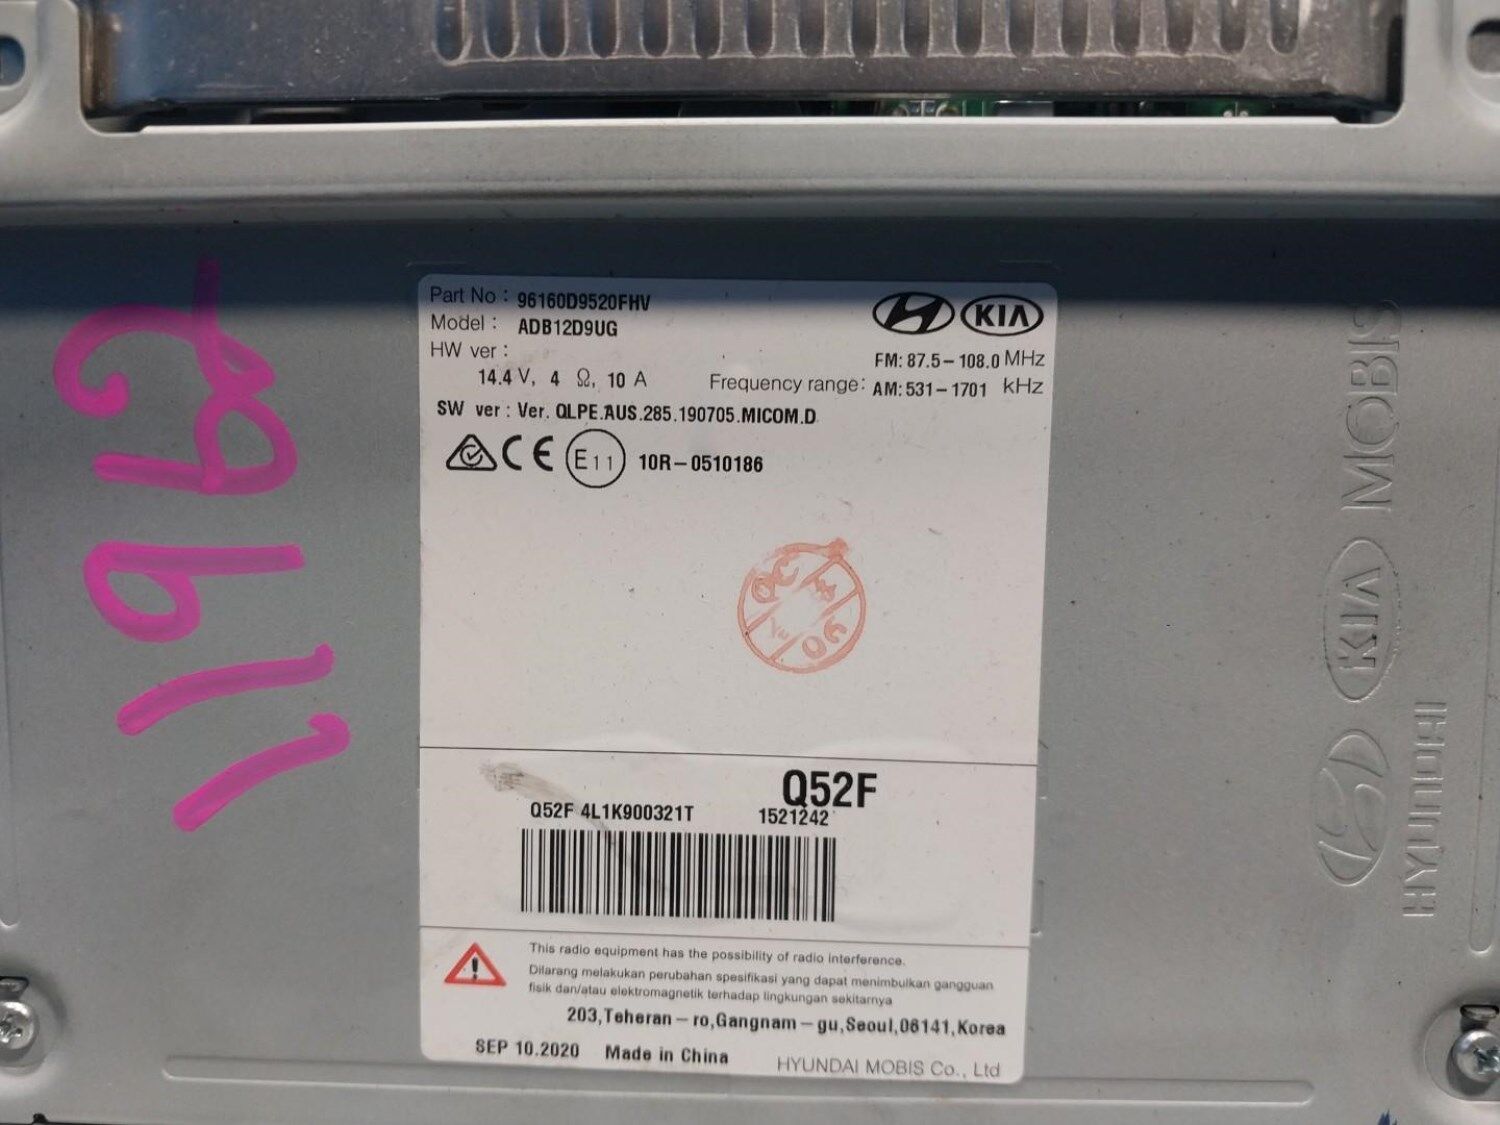 Part No : 96160D9520FHV
Model : ADB12D9UG
HW ver :
14.4 V, 4 Ω, 10 A
KIA
FM: 87.5-108.0 MHz
Frequency range: AM: 531-1701 kHz
SW ver : Ver. QLPE.AUS.285.190705.MICOM.D
CE E11 10R-0510186
QC
Q52F
Q52F 4L1K900321T 1521242
This radio equipment has the possibility of radio interference.
Dilarang melakukan perubahan spesifikasi yang dapat menimbulkan gangguan
fisik dan/atau elektromagnetik terhadap lingkungan sekitarnya
203,Teheran-ro,Gangnam-gu,Seoul,06141,Korea
SEP 10.2020 Made in China HYUNDAI MOBIS Co., Ltd
HYUNDAI KIA MOBIS